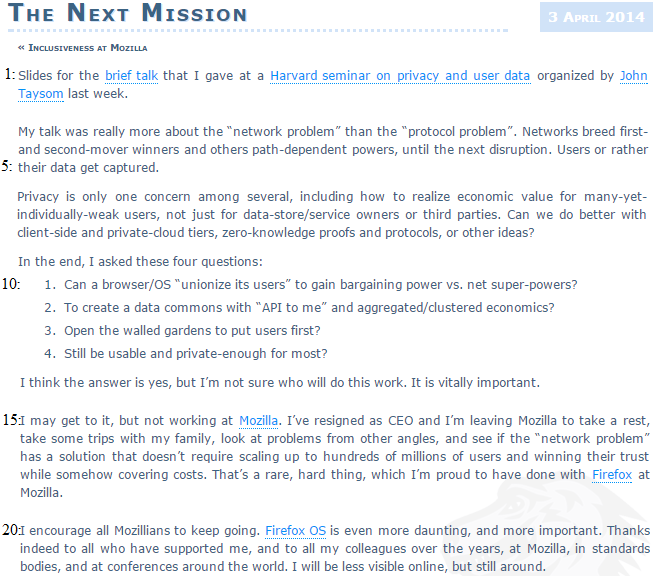 The Next Mission
3 April 2014
« Inclusiveness at Mozilla
1: Slides for the brief talk that I gave at a Harvard seminar on privacy and user data organized by John
Taysom last week.
My talk was really more about the “network problem” than the “protocol problem”. Networks breed first-
and second-mover winners and others path-dependent powers, until the next disruption. Users or rather
5: their data get captured.
Privacy is only one concern among several, including how to realize economic value for many-yet-
individually-weak users, not just for data-store/service owners or third parties. Can we do better with
client-side and private-cloud tiers, zero-knowledge proofs and protocols, or other ideas?
In the end, I asked these four questions:
10: 1. Can a browser/OS “unionize its users” to gain bargaining power vs. net super-powers?
2. To create a data commons with “API to me” and aggregated/clustered economics?
3. Open the walled gardens to put users first?
4. Still be usable and private-enough for most?
I think the answer is yes, but I’m not sure who will do this work. It is vitally important.
15: I may get to it, but not working at Mozilla. I’ve resigned as CEO and I’m leaving Mozilla to take a rest,
take some trips with my family, look at problems from other angles, and see if the “network problem”
has a solution that doesn’t require scaling up to hundreds of millions of users and winning their trust
while somehow covering costs. That’s a rare, hard thing, which I’m proud to have done with Firefox at
Mozilla.
20: I encourage all Mozillians to keep going. Firefox OS is even more daunting, and more important. Thanks
indeed to all who have supported me, and to all my colleagues over the years, at Mozilla, in standards
bodies, and at conferences around the world. I will be less visible online, but still around.